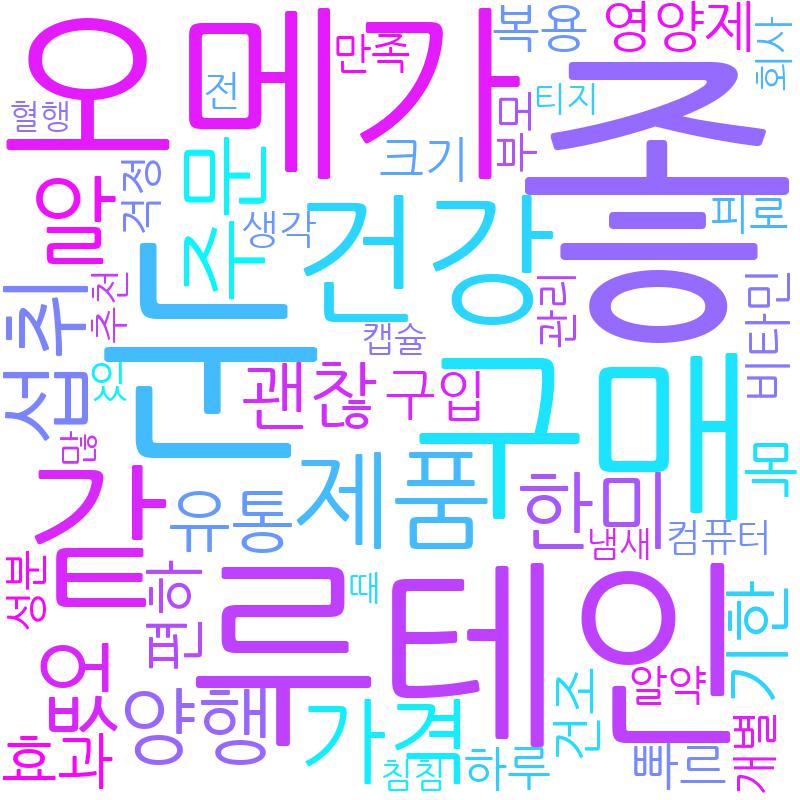 오메가
좋
만족
복용
영양제
회사
전
티지
부모
혈행
크기
주문
걱정
알
생각
건강
피로
눈
섭취
추천
관리
비타민
캡슐
있
괜찮
구입
구매
많
같
유통
제품
한미
몸
냄새
컴퓨터
성분
편하
때
루테인
기한
없
양행
가격
건조
알약
효과
침침
하루
빠르
개별